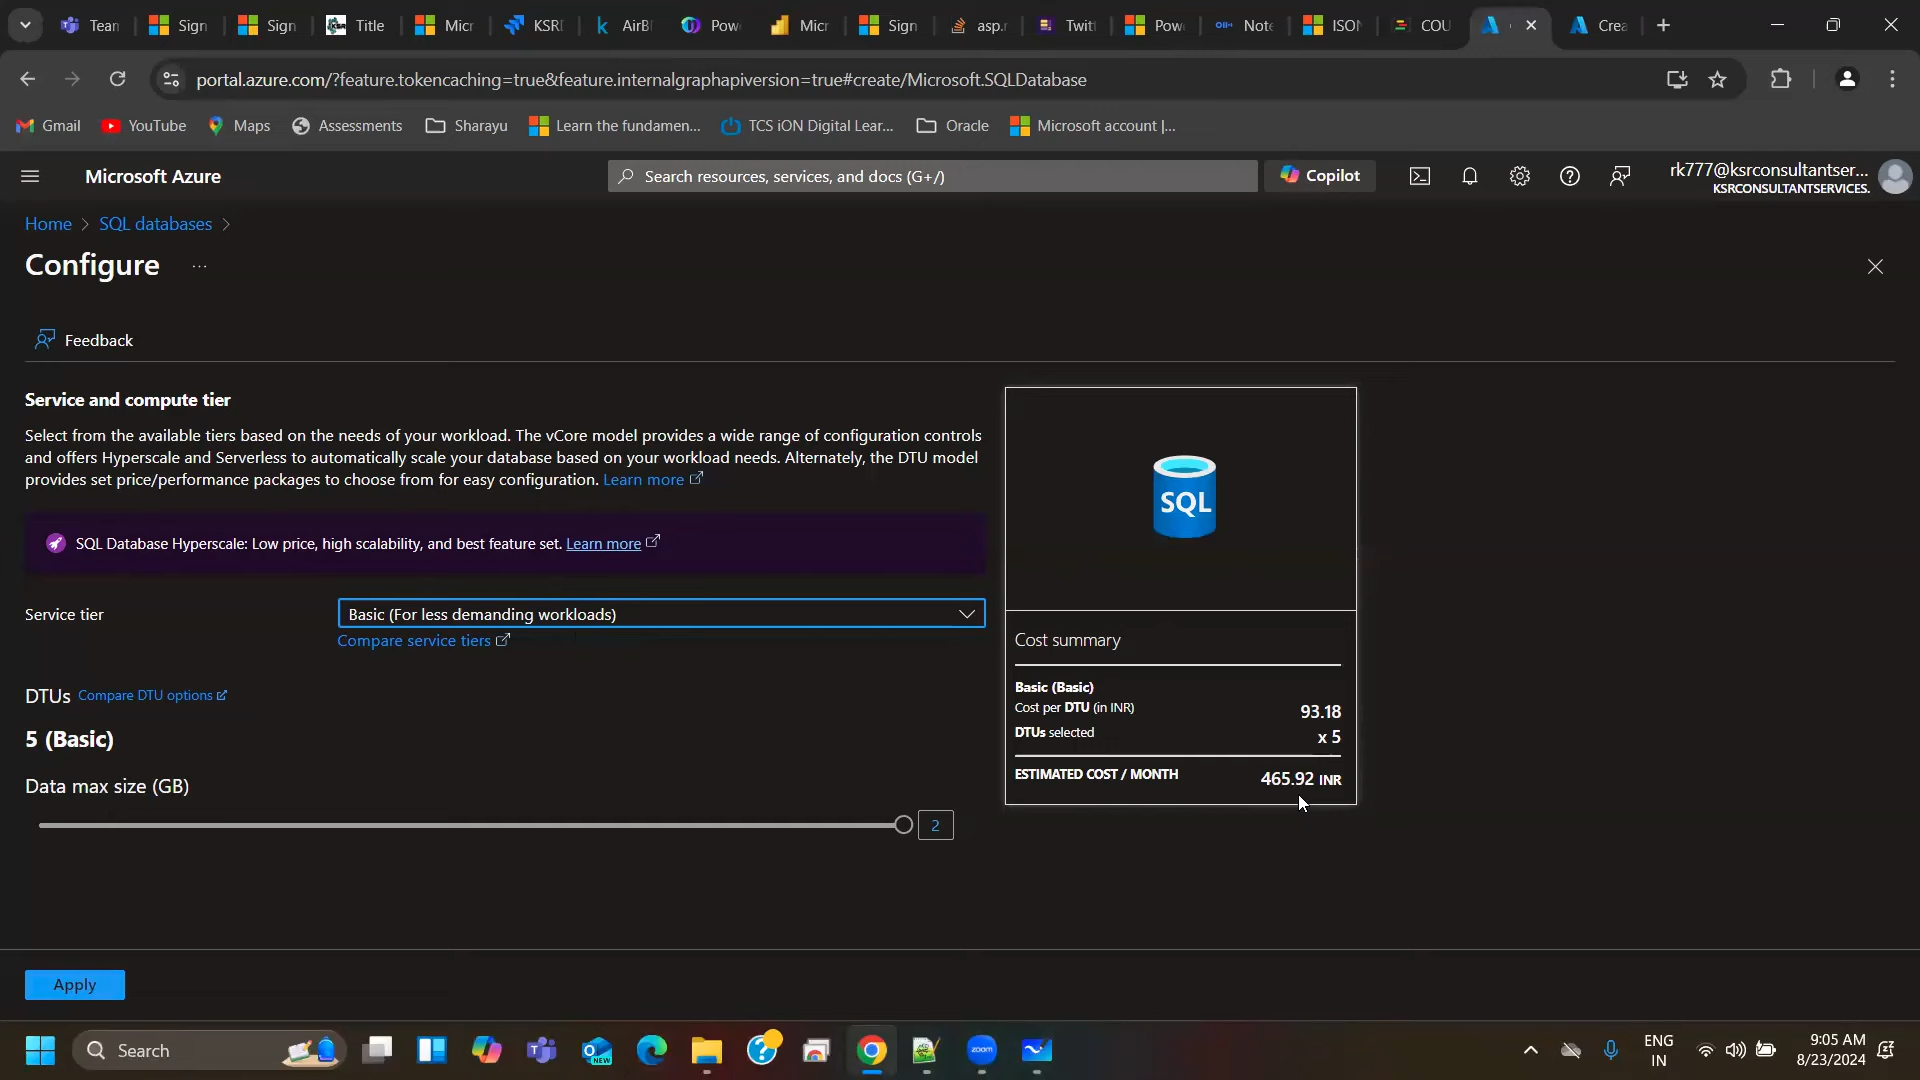 Team
Sign
Sign
Title
Micr
KSRI
AirB
Pow
Micr
Sign
asp.r
Twit
Pow
Note
ISON
COU
Crea
portal.azure.com/?feature.tokencaching=true&feature.internalgraphapiversion=true#create/Microsoft.SQLDatabase
Gmail
YouTube
Maps
Assessments
Sharayu
Learn the fundamen...
TCS iON Digital Lear...
Oracle
Microsoft account |...
Microsoft Azure
Search resources, services, and docs (G+/)
Copilot
rk777@ksrconsultantser...
KSRCONSULTANTSERVICES.
Home > SQL databases >
Configure ...
Feedback
Service and compute tier
Select from the available tiers based on the needs of your workload. The vCore model provides a wide range of configuration controls
and offers Hyperscale and Serverless to automatically scale your database based on your workload needs. Alternately, the DTU model
provides set price/performance packages to choose from for easy configuration. Learn more
SQL Database Hyperscale: Low price, high scalability, and best feature set. Learn more
Service tier
Basic (For less demanding workloads)
Compare service tiers
DTUs Compare DTU options
5 (Basic)
Data max size (GB)
2
SQL
Cost summary
Basic (Basic)
Cost per DTU (in INR)
93.18
DTUs selected
x 5
ESTIMATED COST / MONTH
465.92 INR
Apply
Search
NEW
zoom
ENG
IN
9:05 AM
8/23/2024